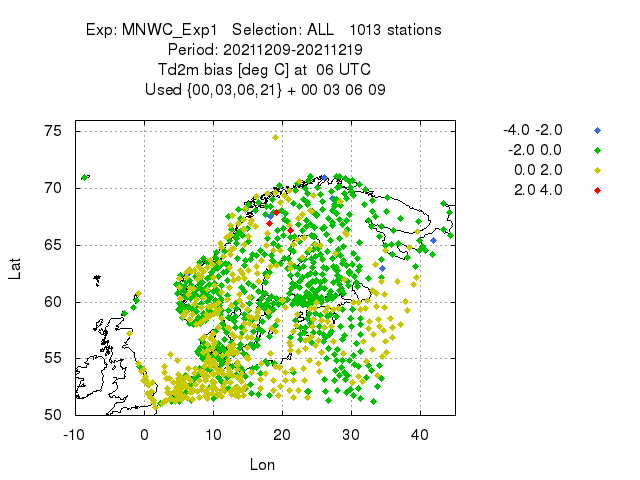 Exp: MNWC_Exp1 Selection: ALL 1013 stations
Period: 20211209-20211219
Td2m bias [deg C] at 06 UTC
Used {00,03,06,21} + 00 03 06 09
-4.0 -2.0
-2.0 0.0
0.0 2.0
2.0 4.0
75
70
65
60
55
50
Lat
-10 0 10 20 30 40
Lon